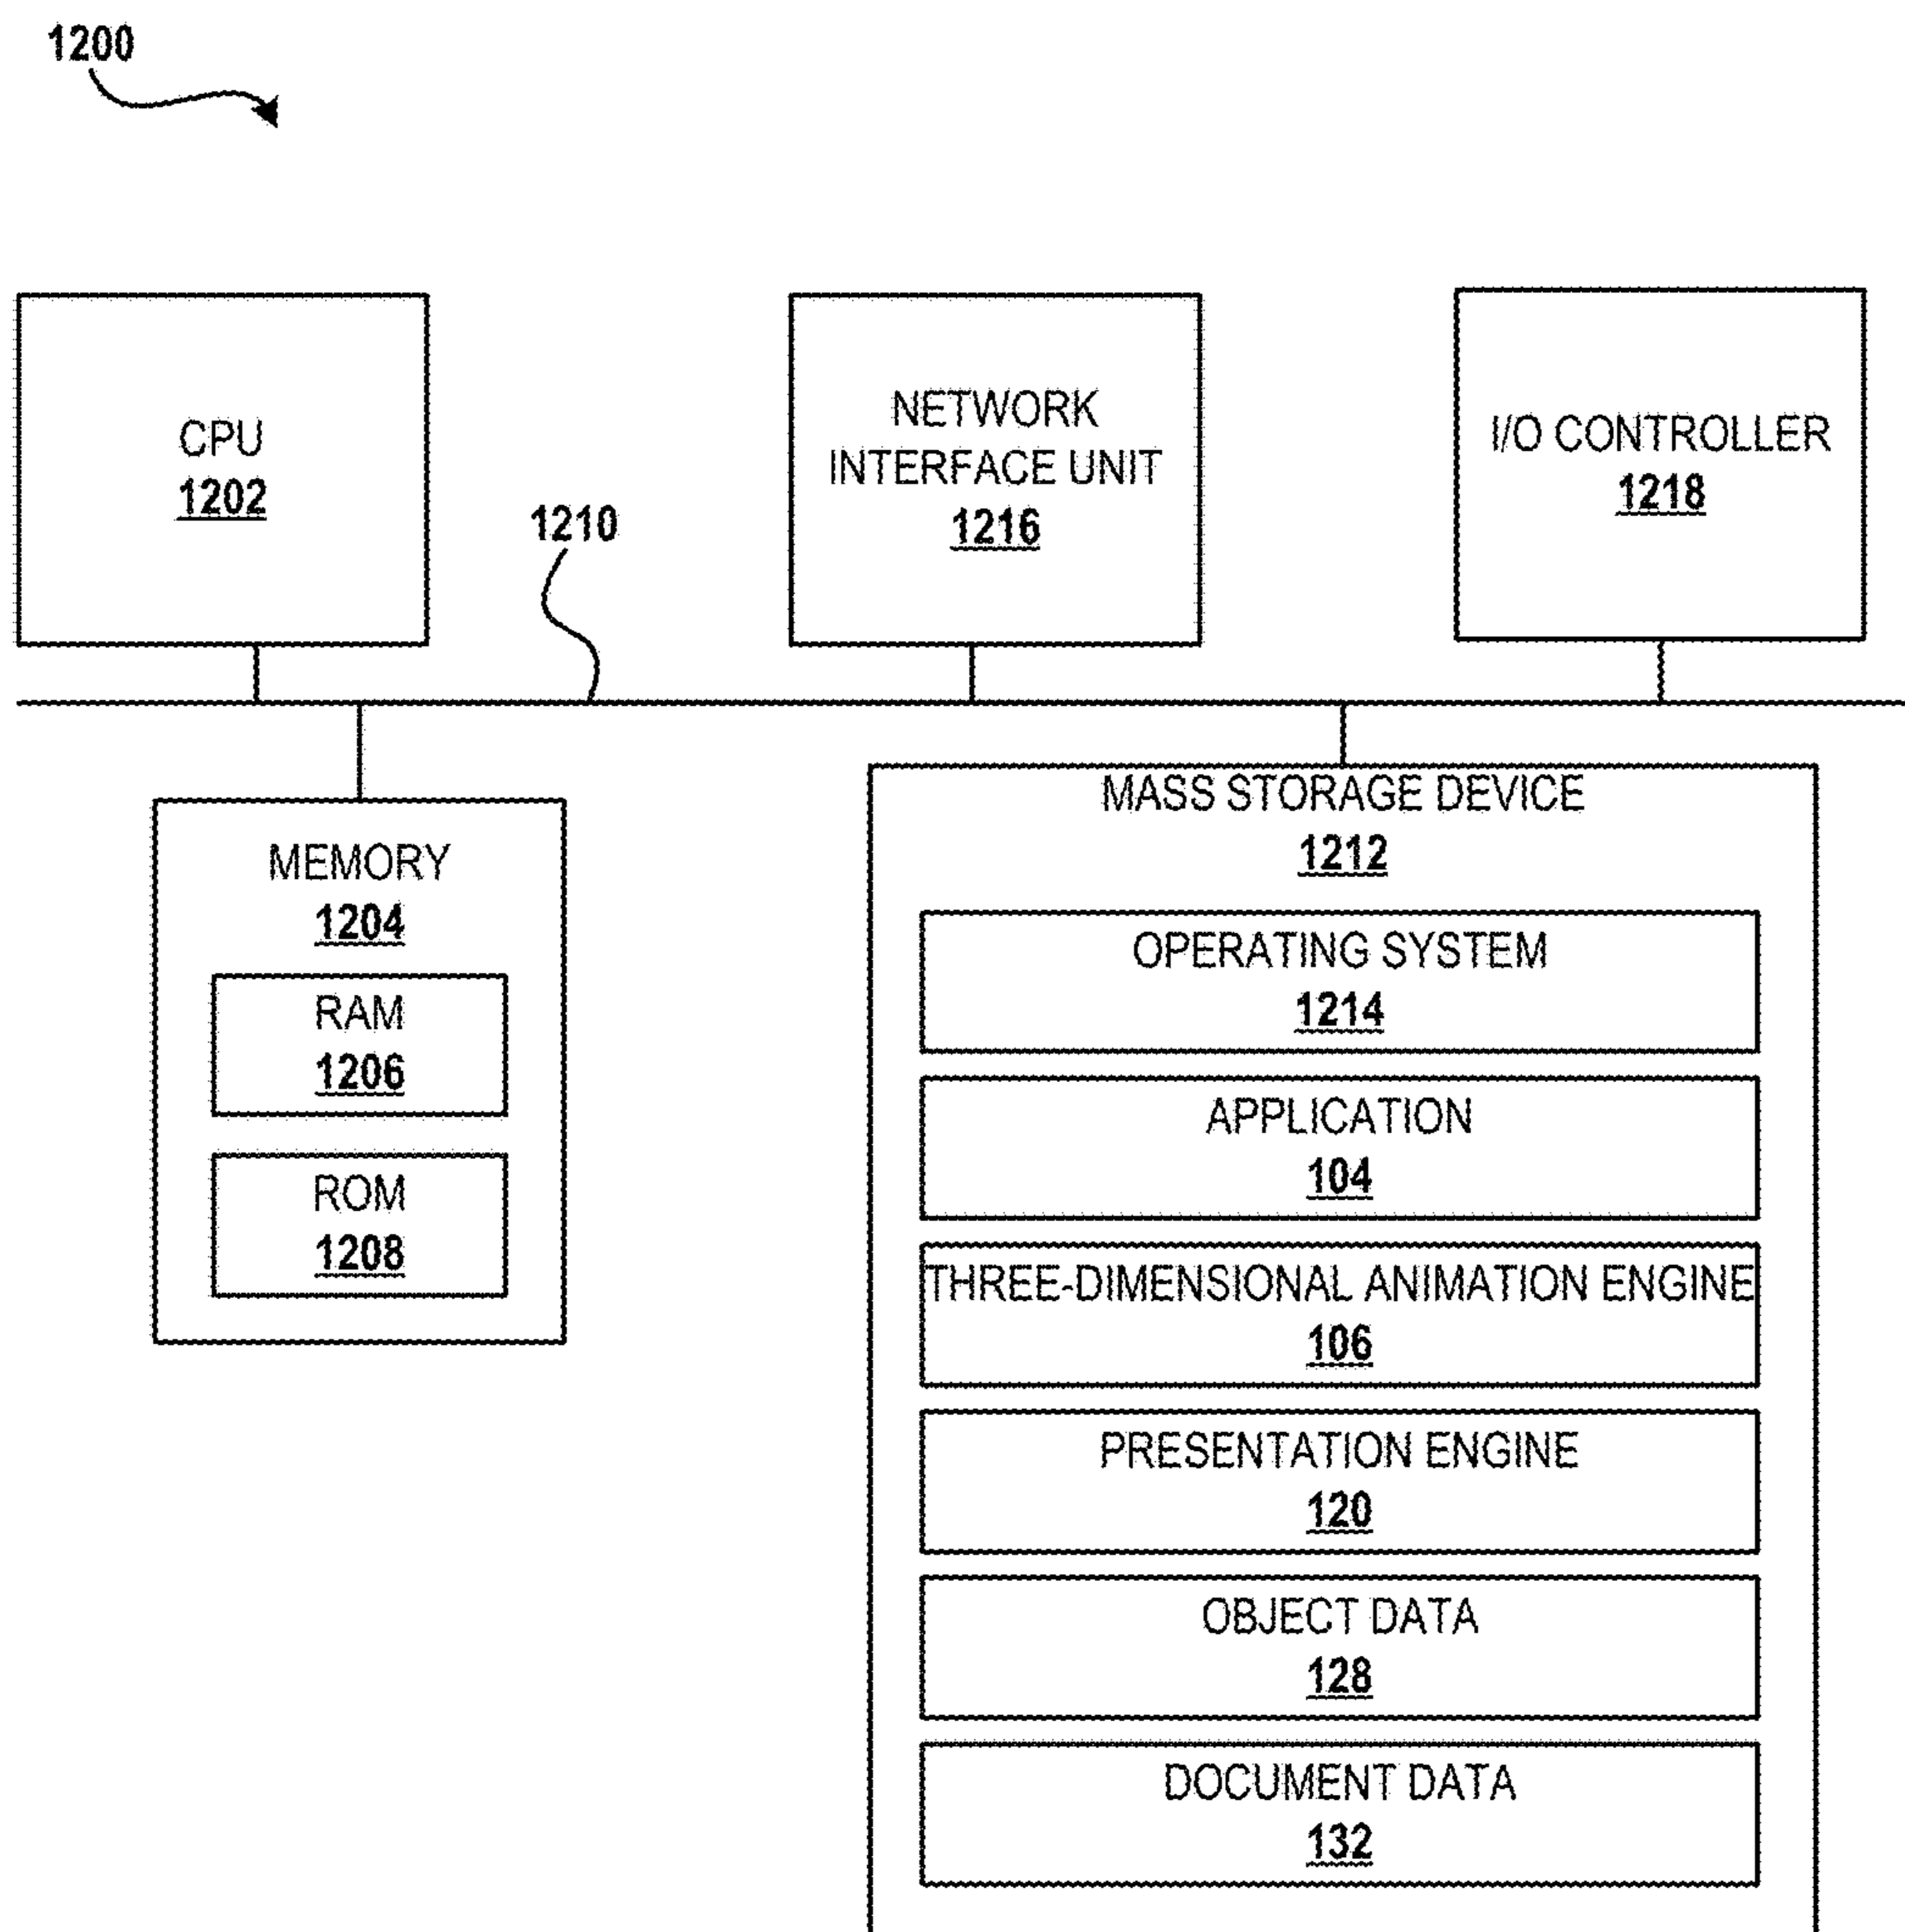 1200
CPU
1202
NETWORK
INTERFACE UNIT
1216
I/O CONTROLLER
1218
1210
MEMORY
1204
RAM
1206
ROM
1208
MASS STORAGE DEVICE
1212
OPERATING SYSTEM
1214
APPLICATION
104
THREE-DIMENSIONAL ANIMATION ENGINE
106
PRESENTATION ENGINE
120
OBJECT DATA
128
DOCUMENT DATA
132